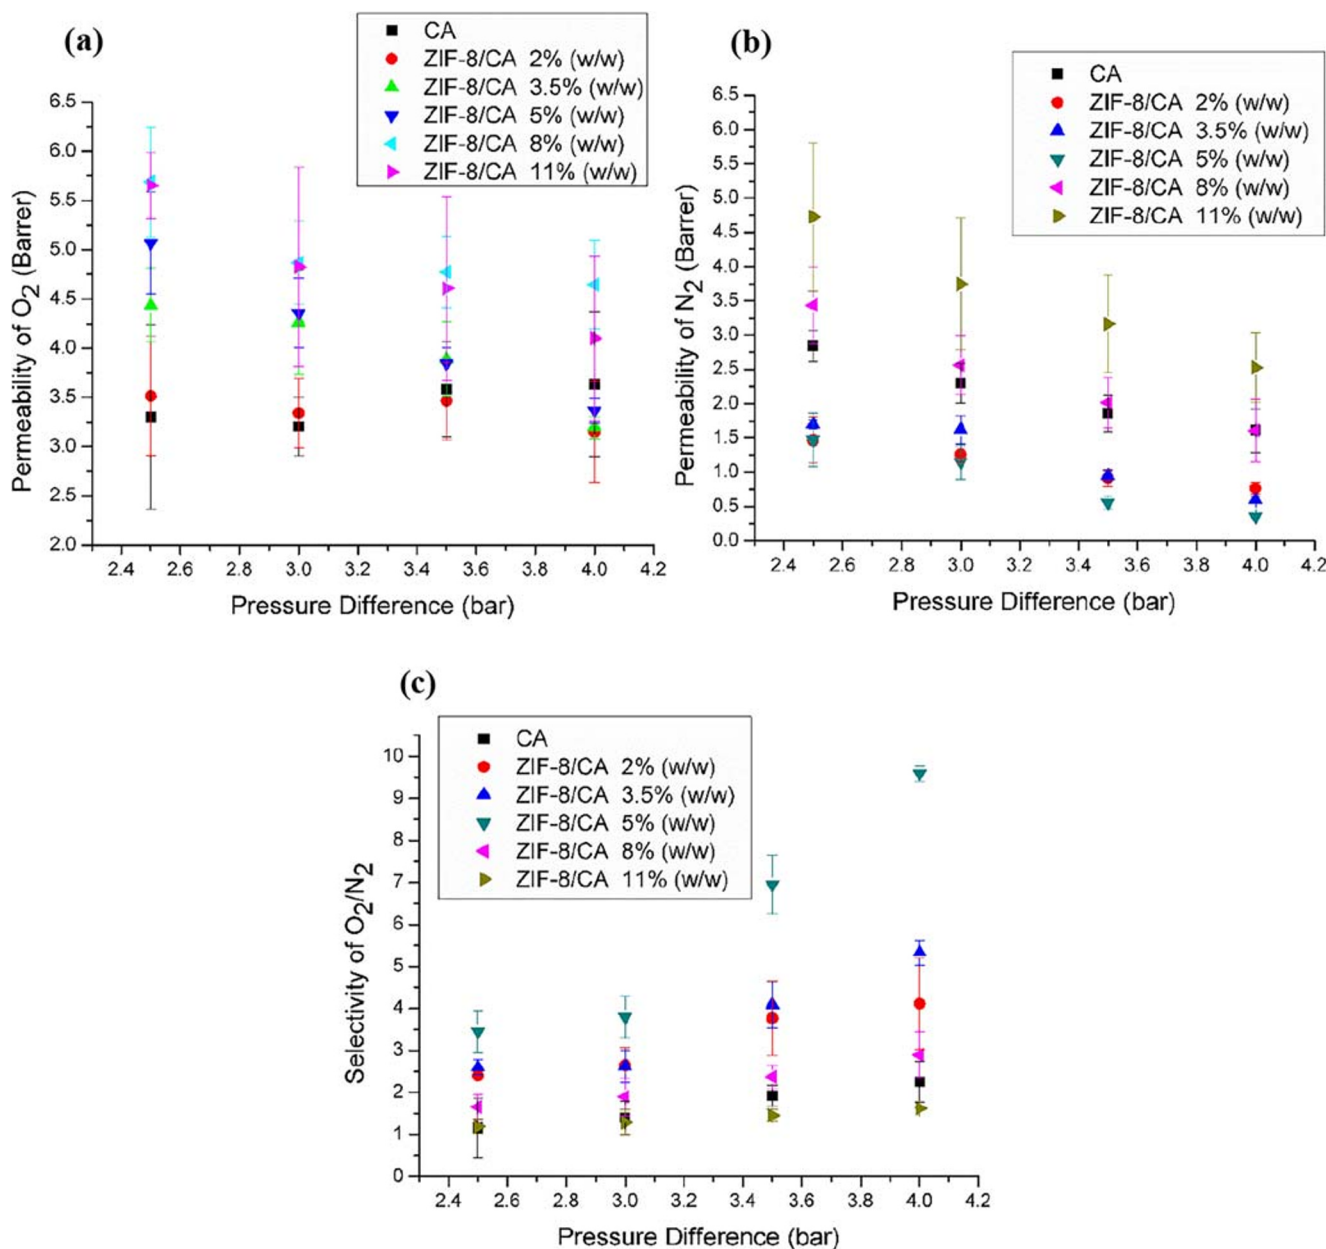 (a)
CA
ZIF-8/CA 2% (w/w)
ZIF-8/CA 3.5% (w/w)
ZIF-8/CA 5% (w/w)
ZIF-8/CA 8% (w/w)
ZIF-8/CA 11% (w/w)
Permeability of O2 (Barrer)
6.5
6.0
5.5
5.0
4.5
4.0
3.5
3.0
2.5
2.0
2.4 2.6 2.8 3.0 3.2 3.4 3.6 3.8 4.0 4.2
Pressure Difference (bar)
(b)
CA
ZIF-8/CA 2% (w/w)
ZIF-8/CA 3.5% (w/w)
ZIF-8/CA 5% (w/w)
ZIF-8/CA 8% (w/w)
ZIF-8/CA 11% (w/w)
Permeability of N2 (Barrer)
6.5
6.0
5.5
5.0
4.5
4.0
3.5
3.0
2.5
2.0
1.5
1.0
0.5
0.0
2.4 2.6 2.8 3.0 3.2 3.4 3.6 3.8 4.0 4.2
Pressure Difference (bar)
(c)
CA
ZIF-8/CA 2% (w/w)
ZIF-8/CA 3.5% (w/w)
ZIF-8/CA 5% (w/w)
ZIF-8/CA 8% (w/w)
ZIF-8/CA 11% (w/w)
Selectivity of O2/N2
10
9
8
7
6
5
4
3
2
1
0
2.4 2.6 2.8 3.0 3.2 3.4 3.6 3.8 4.0 4.2
Pressure Difference (bar)